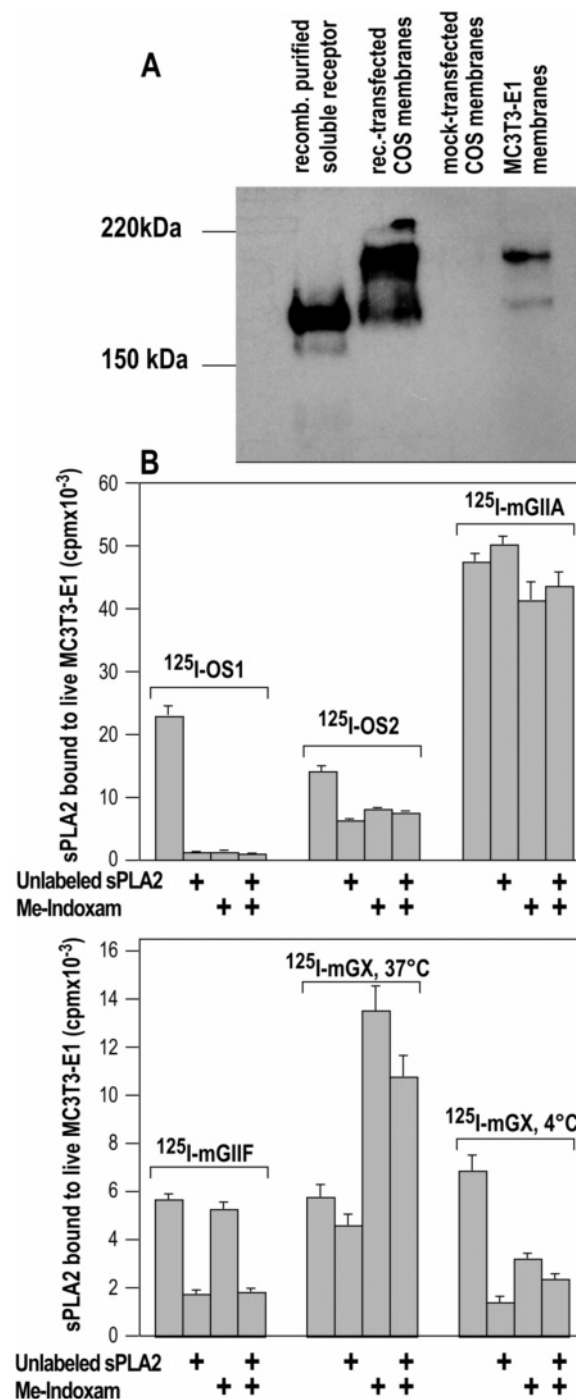 A
recomb. purified
soluble receptor
rec.-transfected
COS membranes
mock-transfected
COS membranes
MC3T3-E1
membranes
220kDa
150 kDa
B
sPLA2 bound to live MC3T3-E1 (cpmx10⁻³)
60
50
40
30
20
10
0
¹²⁵I-OS1
¹²⁵I-OS2
¹²⁵I-mGIIA
Unlabeled sPLA2 + + + + + +
Me-Indoxam + + + + + +
sPLA2 bound to live MC3T3-E1 (cpmx10⁻³)
16
14
12
10
8
6
4
2
0
¹²⁵I-mGIIF
¹²⁵I-mGX, 37°C
¹²⁵I-mGX, 4°C
Unlabeled sPLA2 + + + + + +
Me-Indoxam + + + + + +